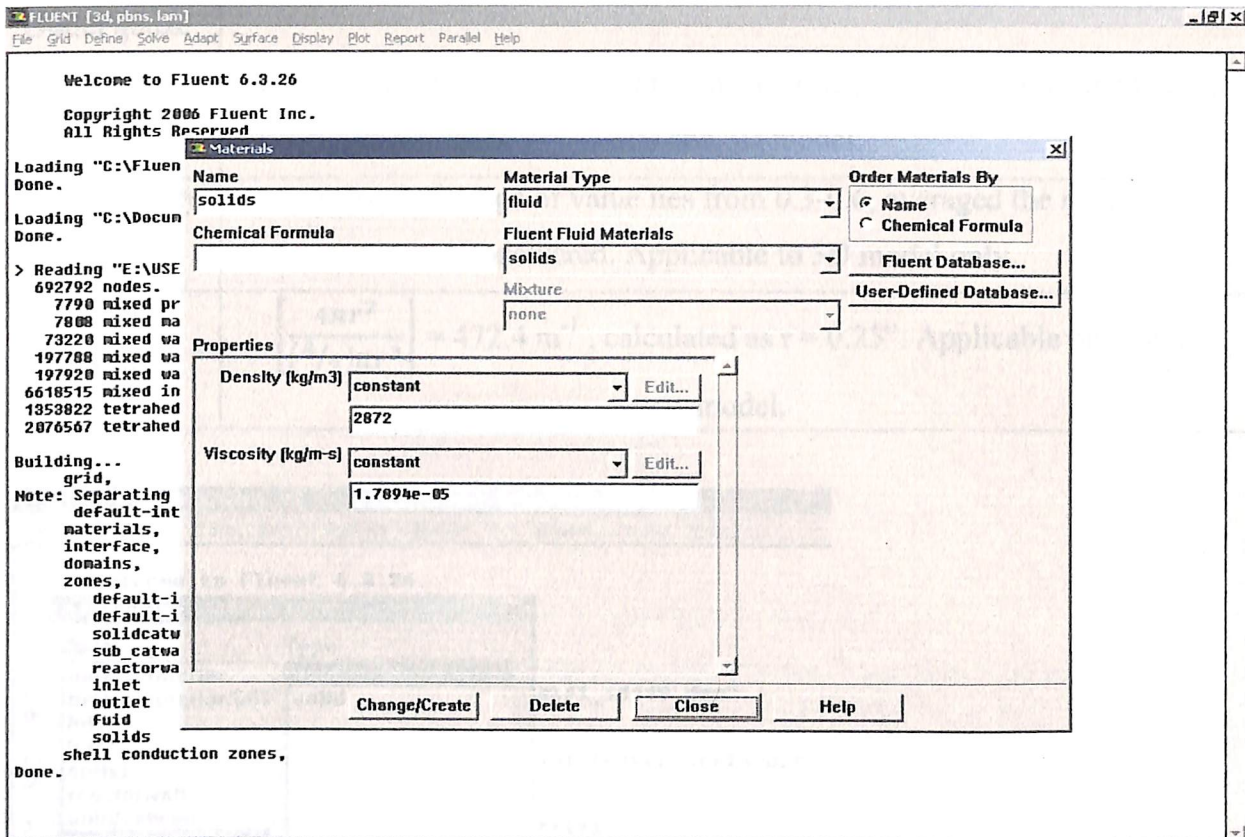 FLUENT [3d, pbns, lam]
File Grid Define Solve Adapt Surface Display Plot Report Parallel Help
Welcome to Fluent 6.3.26
Copyright 2006 Fluent Inc.
All Rights Reserved
Loading "C:\Fluen
Done.
Loading "C:\Docum
Done.
> Reading "E:\USE
692792 nodes.
7790 mixed pr
7808 mixed ma
73220 mixed wa
197788 mixed wa
197920 mixed wa
6618515 mixed in
1353822 tetrahed
2076567 tetrahed
Building...
grid,
Note: Separating
default-int
materials,
interface,
domains,
zones,
default-i
default-i
solidcatw
sub_catwa
reactorwa
inlet
outlet
fuid
solids
shell conduction zones,
Done.
Materials
Name
solids
Chemical Formula
Material Type
fluid
Fluent Fluid Materials
solids
Mixture
none
Order Materials By
Name
Chemical Formula
Fluent Database...
User-Defined Database...
Properties
Density (kg/m3) constant Edit...
2872
Viscosity (kg/m-s) constant Edit...
1.7894e-05
Change/Create Delete Close Help